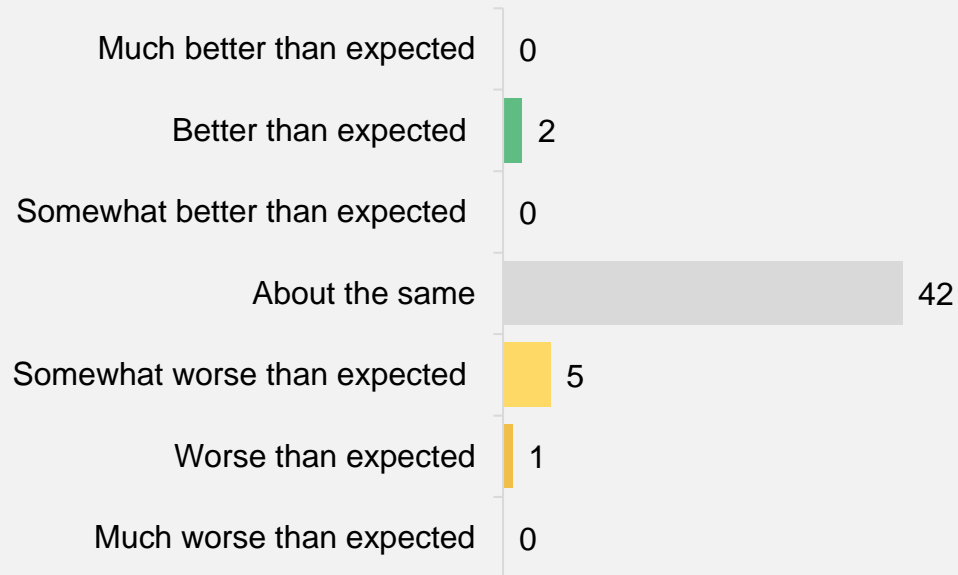 Much better than expected 0
Better than expected 2
Somewhat better than expected 0
About the same 42
Somewhat worse than expected 5
Worse than expected 1
Much worse than expected 0